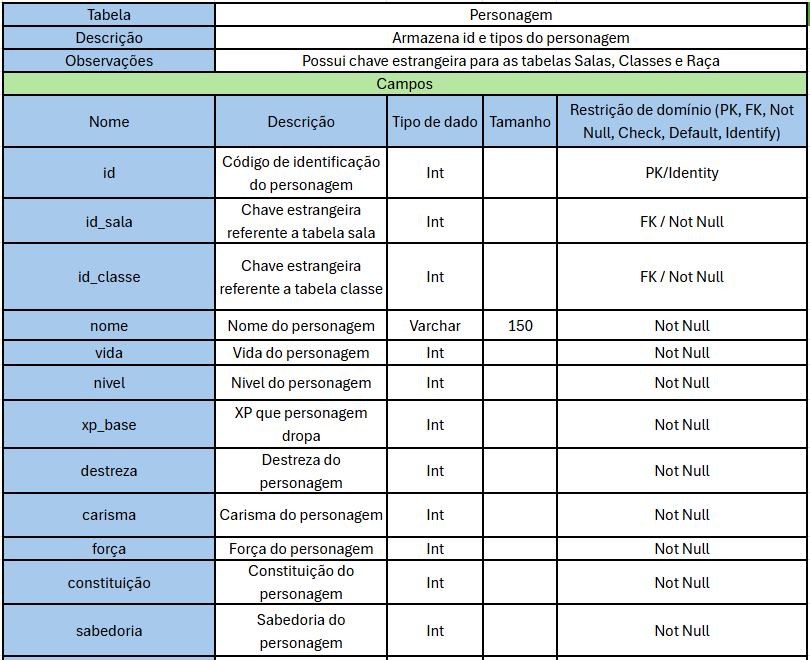 Tabela Personagem
Descrição Armazena id e tipos do personagem
Observações Possui chave estrangeira para as tabelas Salas, Classes e Raça
Campos
Nome Descrição Tipo de dado Tamanho Restrição de domínio (PK, FK, Not
Null, Check, Default, Identify)
id Código de identificação
do personagem Int PK/Identity
id_sala Chave estrangeira
referente a tabela sala Int FK / Not Null
id_classe Chave estrangeira
referente a tabela classe Int FK / Not Null
nome Nome do personagem Varchar 150 Not Null
vida Vida do personagem Int Not Null
nivel Nivel do personagem Int Not Null
xp_base XP que personagem
dropa Int Not Null
destreza Destreza do
personagem Int Not Null
carisma Carisma do personagem Int Not Null
força Força do personagem Int Not Null
constituição Constituição do
personagem Int Not Null
sabedoria Sabedoria do
personagem Int Not Null